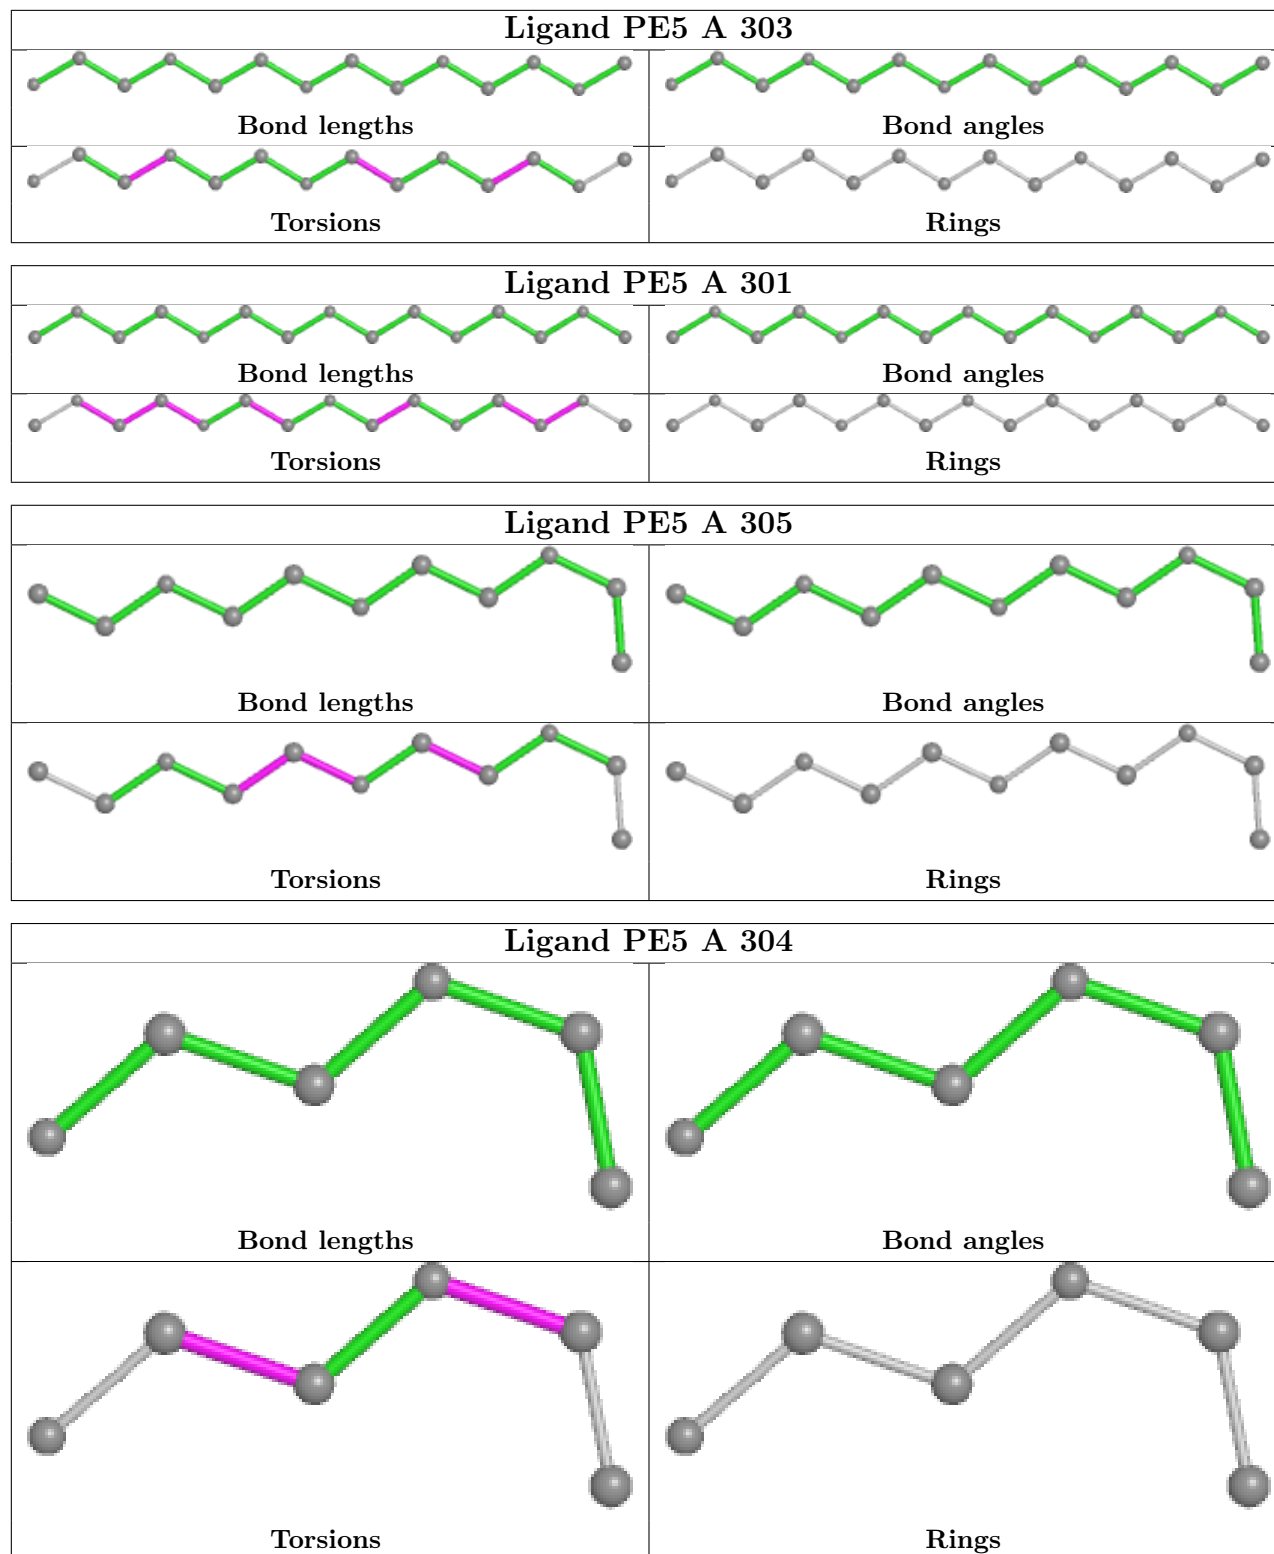 Ligand PE5 A 303
Bond lengths
Bond angles
Torsions
Rings
Ligand PE5 A 301
Bond lengths
Bond angles
Torsions
Rings
Ligand PE5 A 305
Bond lengths
Bond angles
Torsions
Rings
Ligand PE5 A 304
Bond lengths
Bond angles
Torsions
Rings